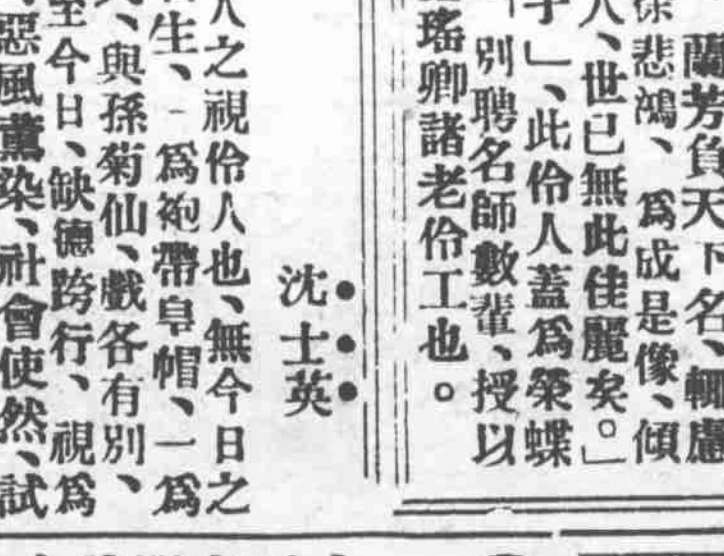 蘭芳負天下名、輒慮
徐悲鴻、爲成是像、傾
人、世已無此佳麗矣。」
子」、此伶人蓋爲榮蝶
「別聘名師數輩、授以
瑤卿諸老伶工也。
沈士英
人之視伶人也、無今日之
生、一爲袍帶皁帽、一爲
、與孫菊仙、戲各有別、
至今日、缺德跨行、視爲
惡風薰染、社會使然、試